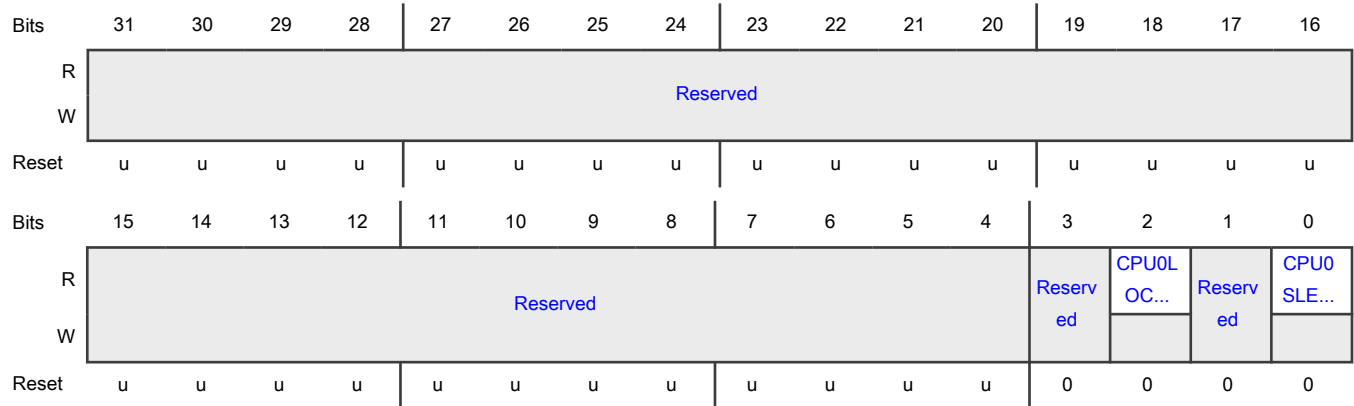 Bits 31 30 29 28 27 26 25 24 23 22 21 20 19 18 17 16
R
Reserved
W
Reset u u u u u u u u u u u u u u u u
Bits 15 14 13 12 11 10 9 8 7 6 5 4 3 2 1 0
R
Reserved
Reserv
ed
CPU0L
OC...
Reserv
ed
CPU0
SLE...
W
Reset u u u u u u u u u u u u 0 0 0 0